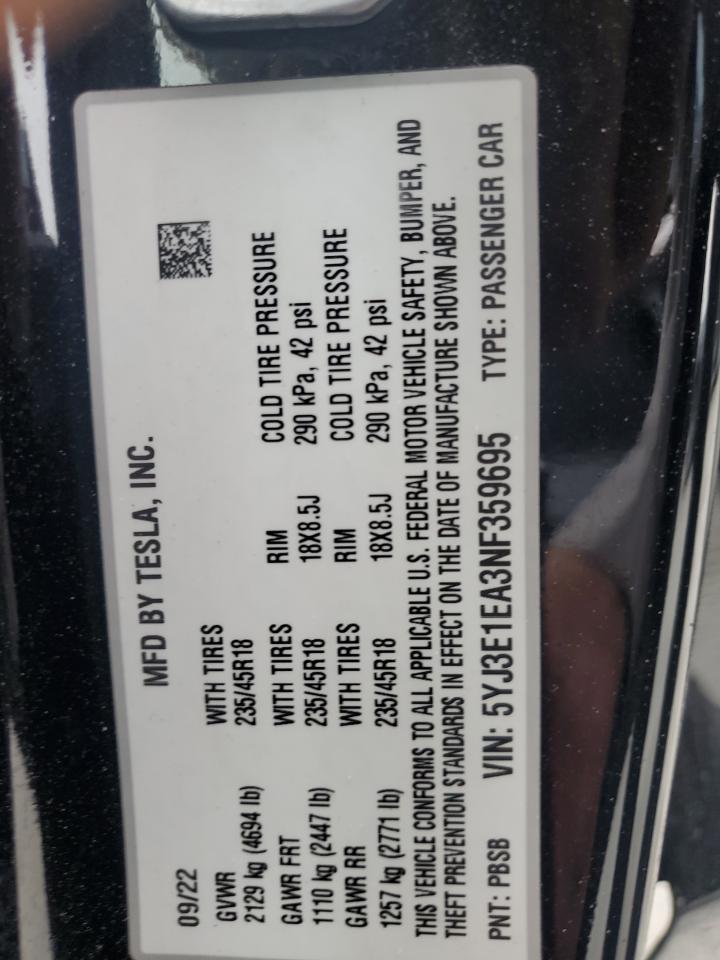 MFD BY TESLA, INC.
09/22
GVWR WITH TIRES
2129 kg (4694 lb) 235/45R18
GAWR FRT WITH TIRES RIM COLD TIRE PRESSURE
1110 kg (2447 lb) 235/45R18 18X8.5J 290 kPa, 42 psi
GAWR RR WITH TIRES RIM COLD TIRE PRESSURE
1257 kg (2771 lb) 235/45R18 18X8.5J 290 kPa, 42 psi
THIS VEHICLE CONFORMS TO ALL APPLICABLE U.S. FEDERAL MOTOR VEHICLE SAFETY, BUMPER, AND
THEFT PREVENTION STANDARDS IN EFFECT ON THE DATE OF MANUFACTURE SHOWN ABOVE.
PNT: PBSB VIN: 5YJ3E1EA3NF359695 TYPE: PASSENGER CAR